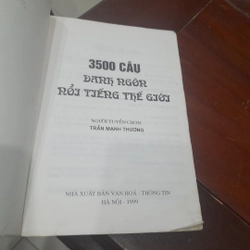 3500 CÂU
DANH NGÔN
NỔI TIẾNG THẾ GIỚI
NGƯỜI TUYỂN CHỌN
TRẦN MẠNH THƯỜNG
NHÀ XUẤT BẢN VĂN HOÁ - THÔNG TIN
HÀ NỘI - 1999